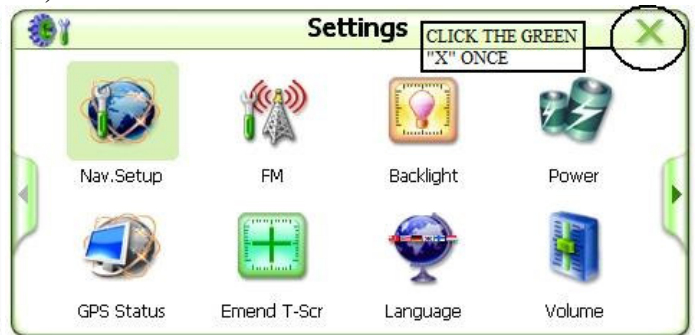 Settings
CLICK THE GREEN
"X" ONCE
Nav.Setup
FM
Backlight
Power
GPS Status
Emend T-Scr
Language
Volume